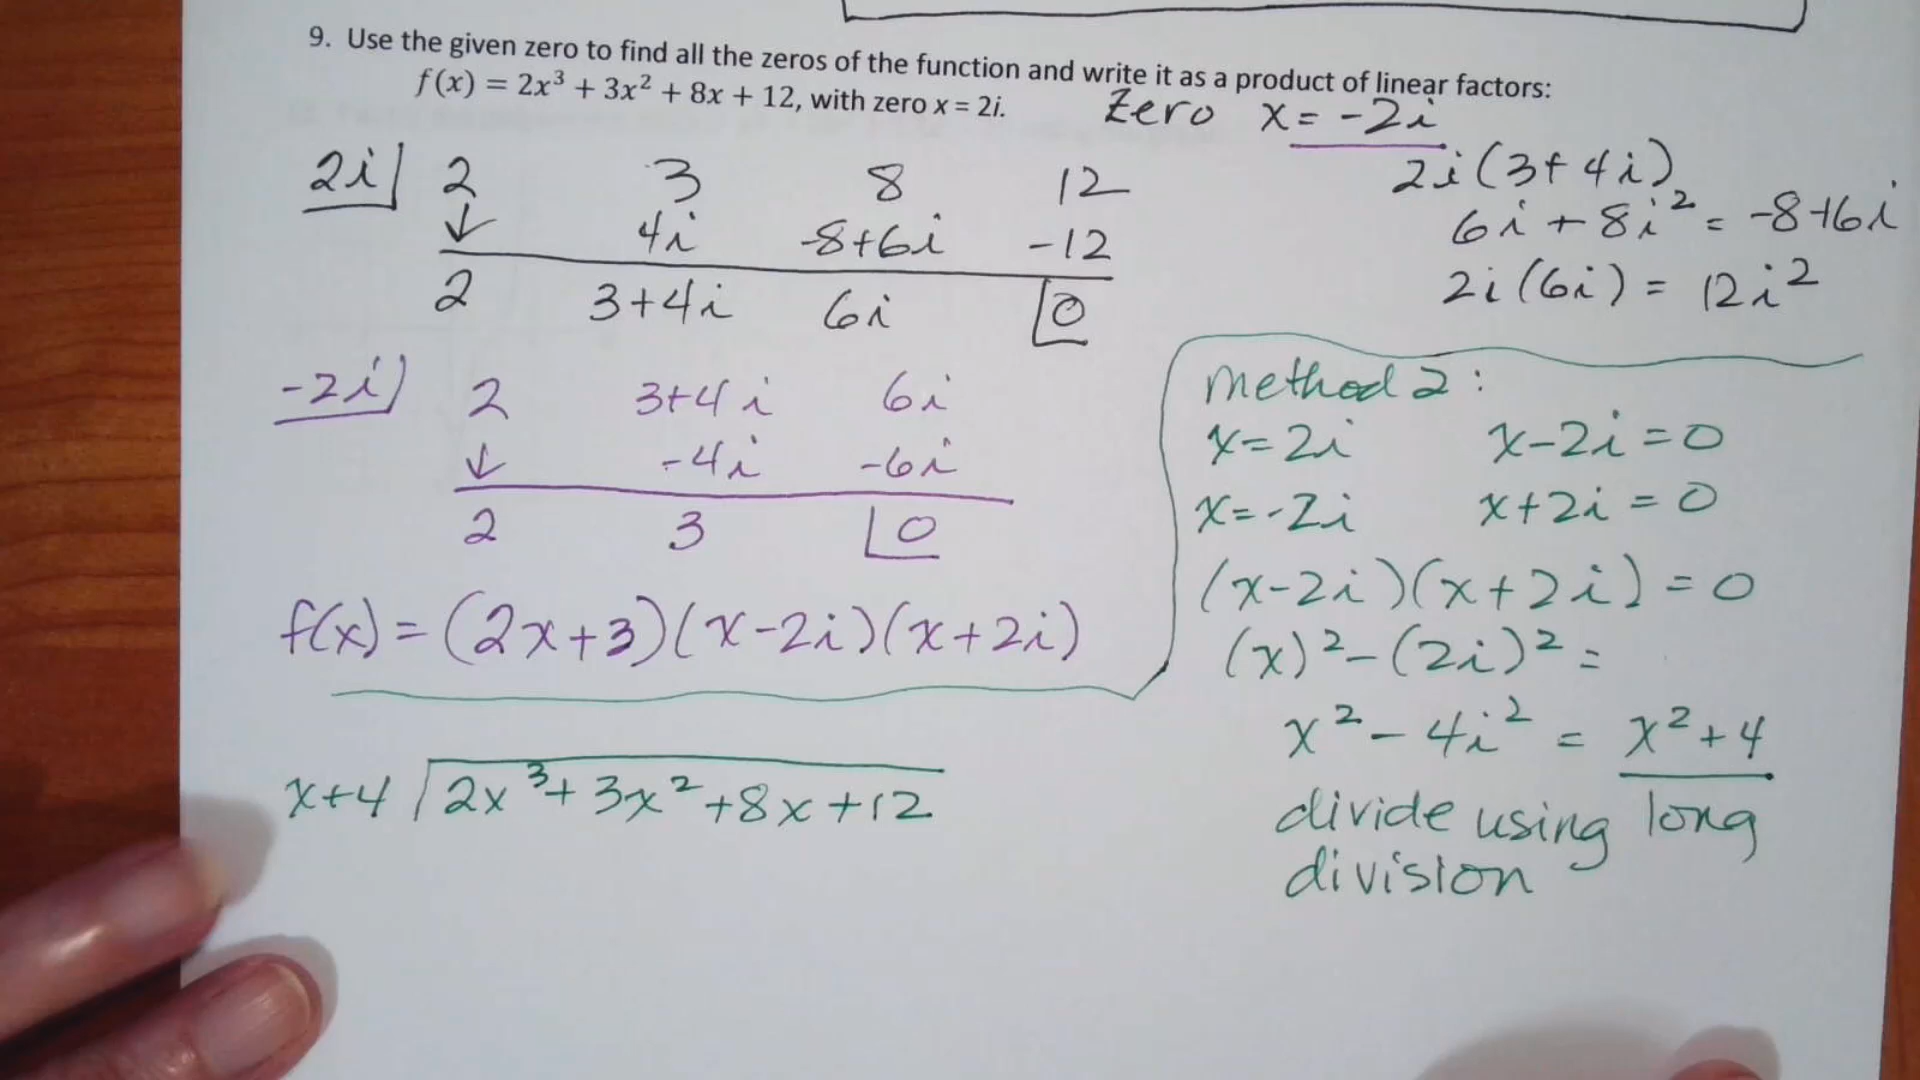 9. Use the given zero to find all the zeros of the function and write it as a product of linear factors:
f(x) = 2x³ + 3x² + 8x + 12, with zero x = 2i.
Zero x = -2i
2i 2 3 8 12
↓ 4i -8+6i -12
2 3+4i 6i 0
2i(3+4i)
6i + 8i² = -8+6i
2i(6i) = 12i²
-2i 2 3+4i 6i
↓ -4i -6i
2 3 0
f(x) = (2x+3)(x-2i)(x+2i)
method 2:
x=2i x-2i=0
x=-2i x+2i=0
(x-2i)(x+2i)=0
(x)²-(2i)²=
x²-4i² = x²+4
divide using long
division
x+4 2x³+3x²+8x+12